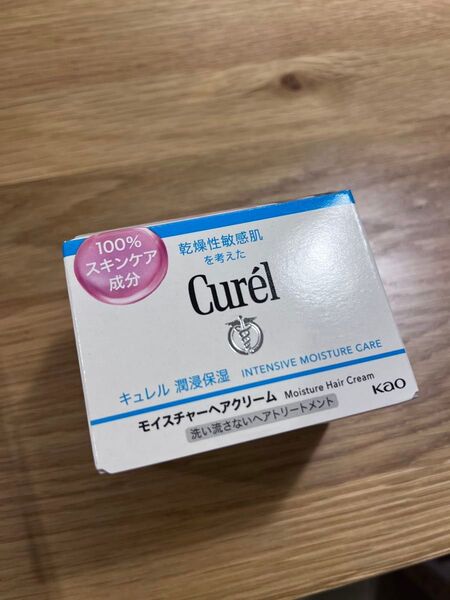 100%
スキンケア
成分
乾燥性敏感肌
を考えた
Curél
キュレル 潤浸保湿 INTENSIVE MOISTURE CARE
モイスチャーヘアクリーム Moisture Hair Cream
洗い流さないヘアトリートメント
Kao